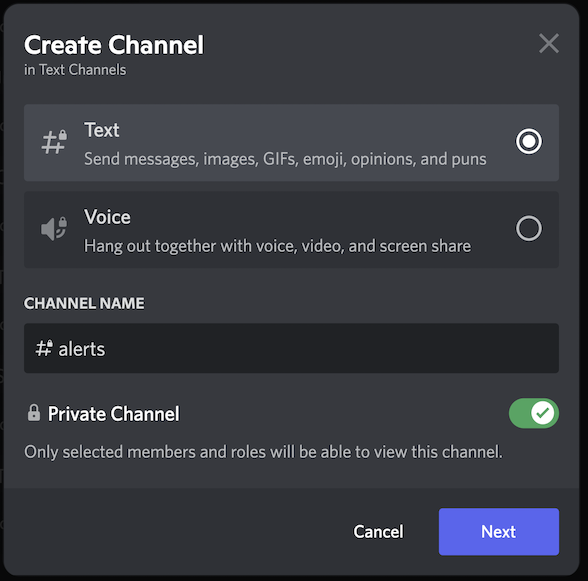 Create Channel
in Text Channels
Text
Send messages, images, GIFs, emoji, opinions, and puns
Voice
Hang out together with voice, video, and screen share
CHANNEL NAME
# alerts
Private Channel
Only selected members and roles will be able to view this channel.
Cancel Next